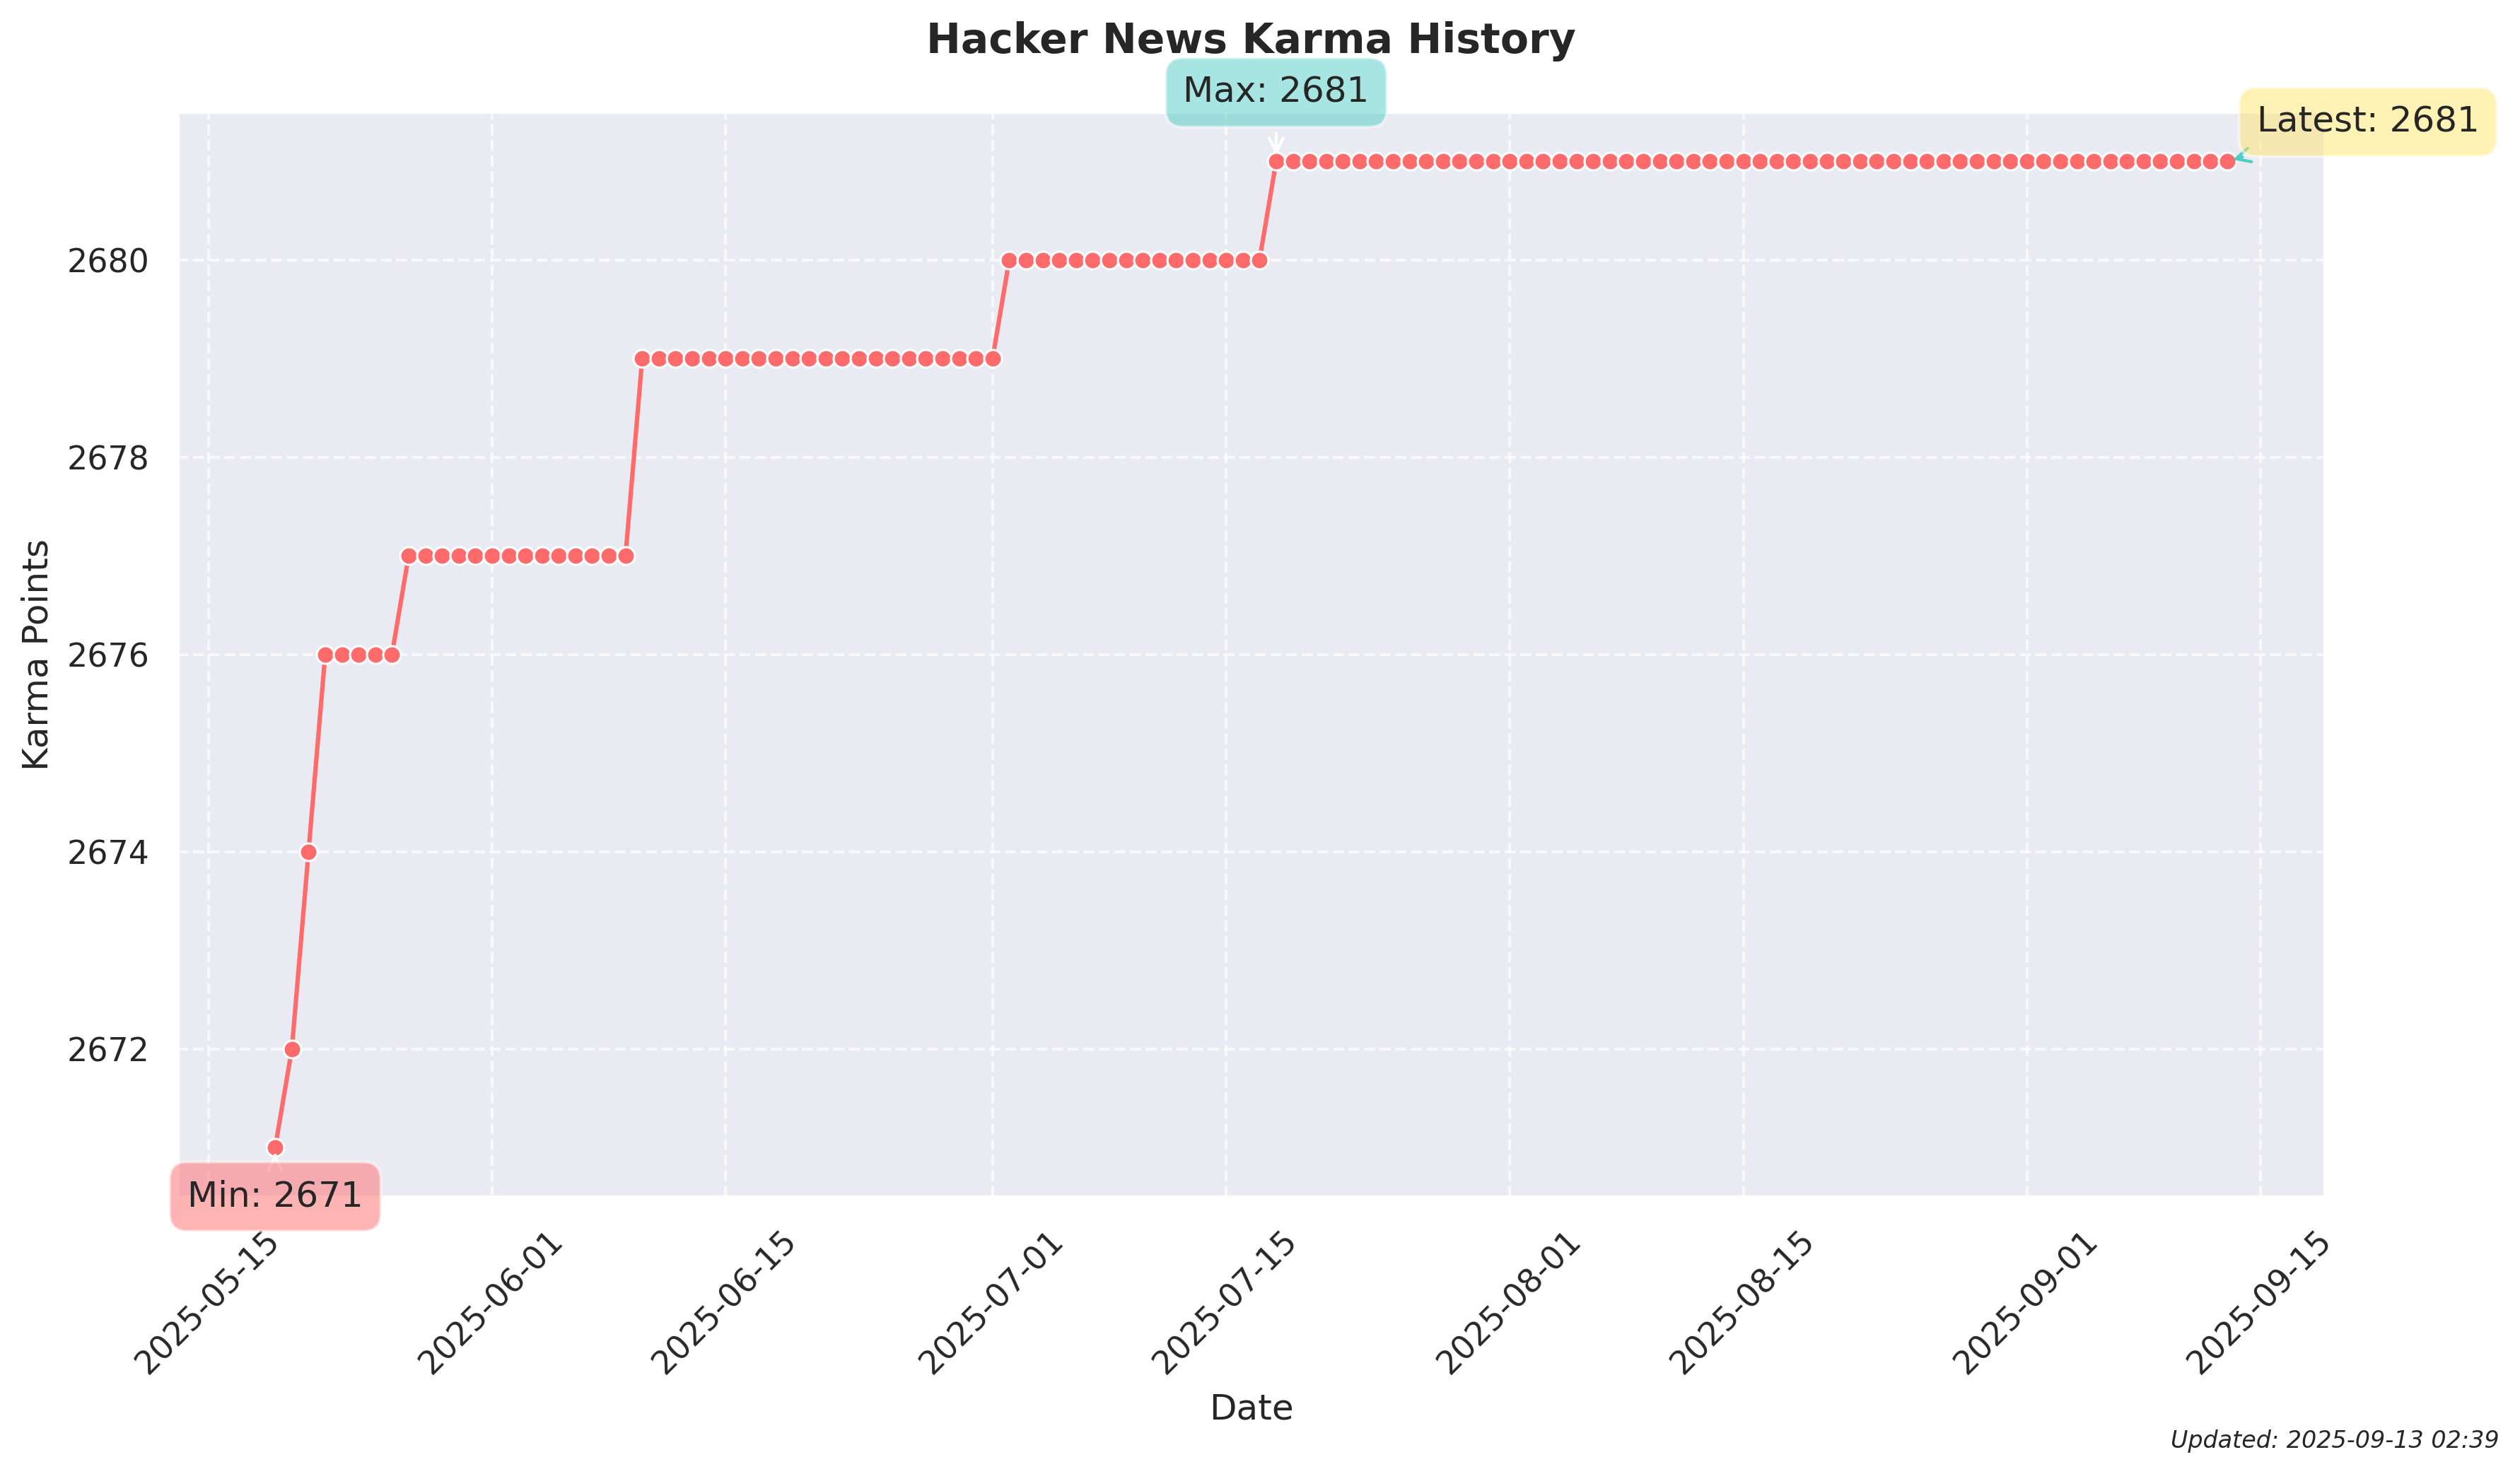 Hacker News Karma History
Max: 2681
Latest: 2681
2680
2678
2676
2674
2672
Karma Points
Min: 2671
2025-05-15
2025-06-01
2025-06-15
2025-07-01
2025-07-15
2025-08-01
2025-08-15
2025-09-01
2025-09-15
Date
Updated: 2025-09-13 02:39